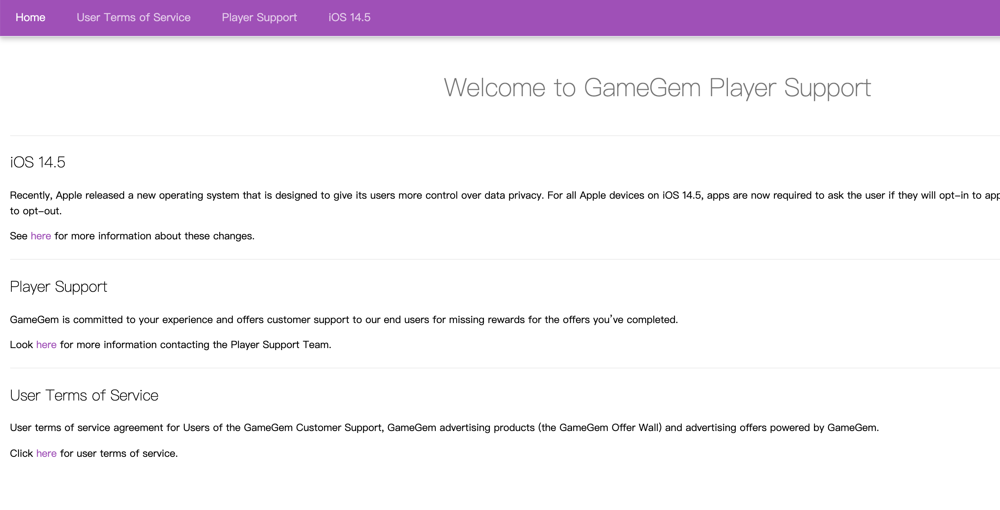 Home User Terms of Service Player Support iOS 14.5
Welcome to GameGem Player Support
iOS 14.5
Recently, Apple released a new operating system that is designed to give its users more control over data privacy. For all Apple devices on iOS 14.5, apps are now required to ask the user if they will opt-in to app
to opt-out.
See here for more information about these changes.
Player Support
GameGem is committed to your experience and offers customer support to our end users for missing rewards for the offers you’ve completed.
Look here for more information contacting the Player Support Team.
User Terms of Service
User terms of service agreement for Users of the GameGem Customer Support, GameGem advertising products (the GameGem Offer Wall) and advertising offers powered by GameGem.
Click here for user terms of service.